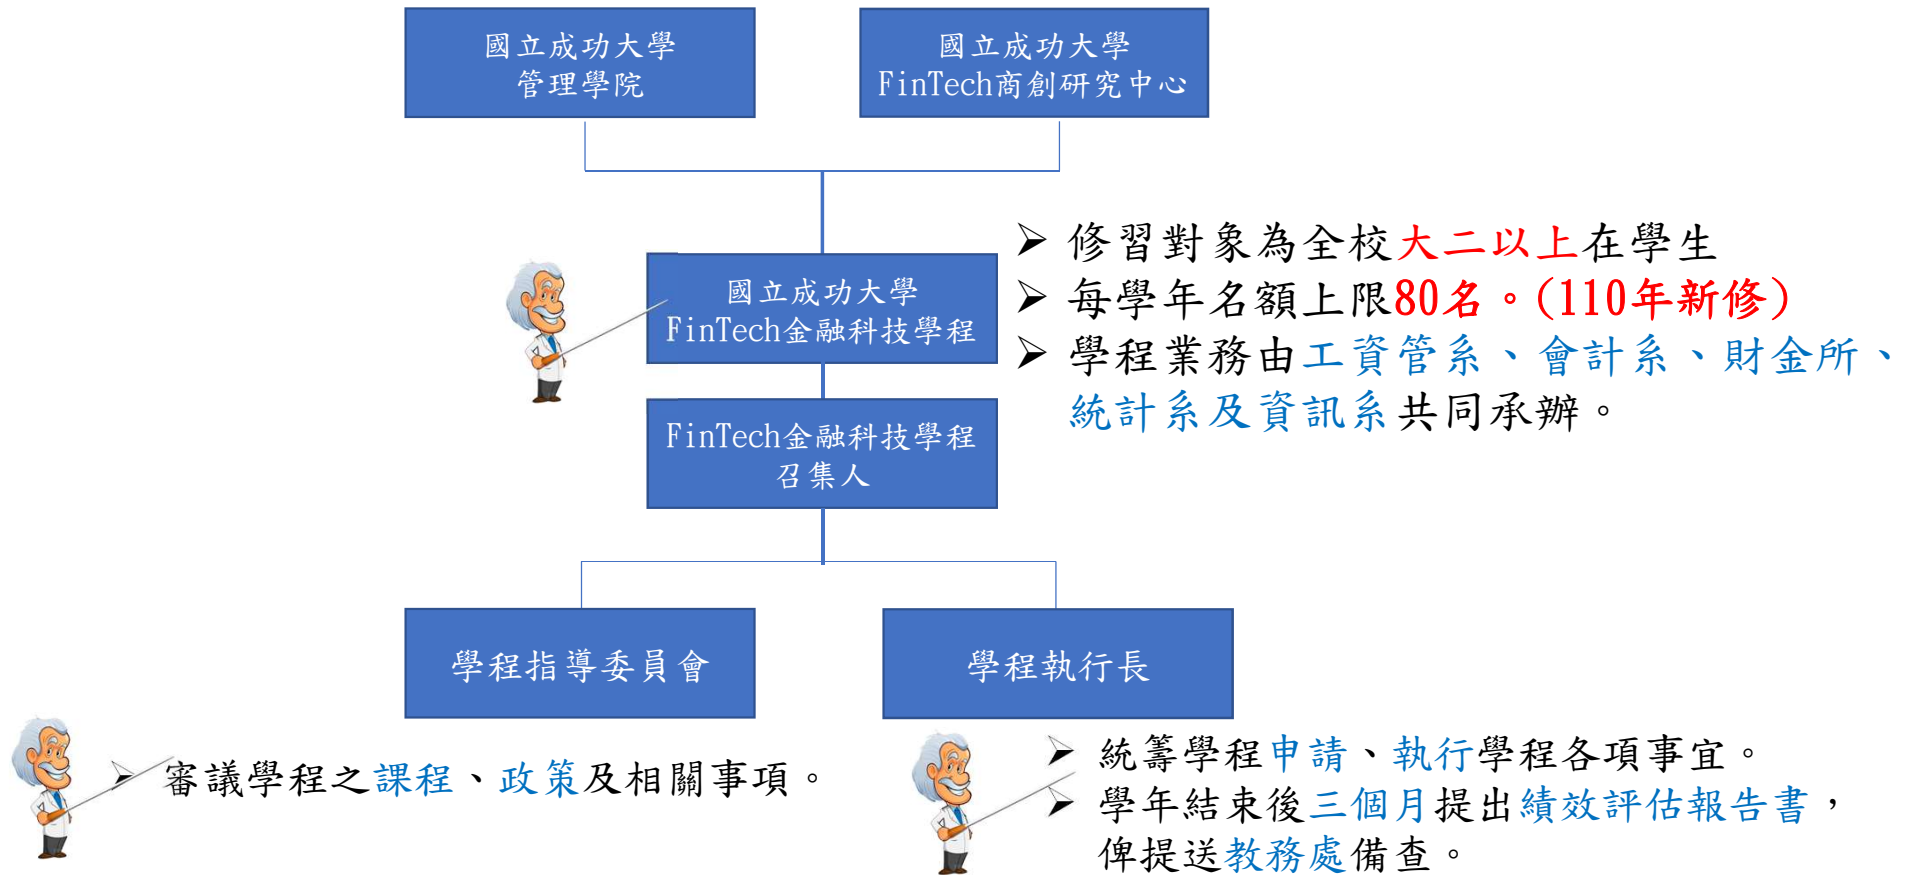 國立成功大學
管理學院
國立成功大學
FinTech商創研究中心
國立成功大學
FinTech金融科技學程
➢ 修習對象為全校大二以上在學生
➢ 每學年名額上限80名。(110年新修)
➢ 學程業務由工資管系、會計系、財金所、
統計系及資訊系共同承辦。
FinTech金融科技學程
召集人
學程指導委員會
學程執行長
➢ 審議學程之課程、政策及相關事項。
➢ 統籌學程申請、執行學程各項事宜。
➢ 學年結束後三個月提出績效評估報告書，
俾提送教務處備查。